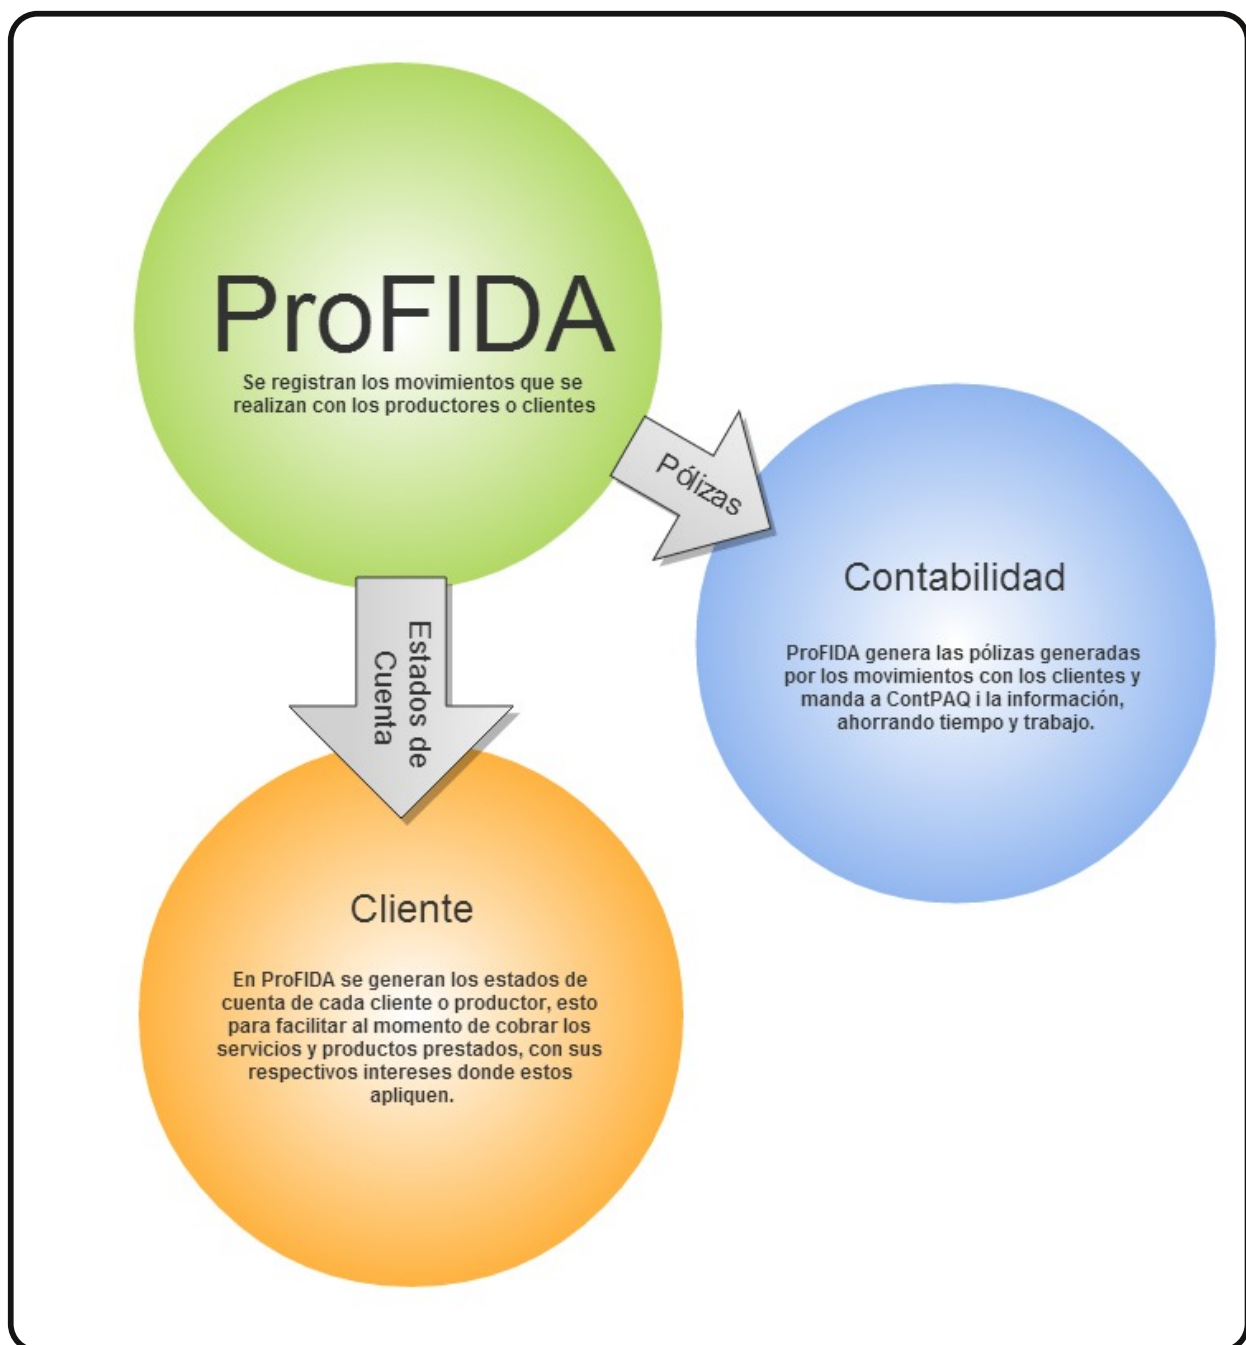 ProFIDA
Se registran los movimientos que se
realizan con los productores o clientes
Pólizas
Contabilidad
ProFIDA genera las pólizas generadas
por los movimientos con los clientes y
manda a ContPAQ i la información,
ahorrando tiempo y trabajo.
Estados de
Cuenta
Cliente
En ProFIDA se generan los estados de
cuenta de cada cliente o productor, esto
para facilitar al momento de cobrar los
servicios y productos prestados, con sus
respectivos intereses donde estos
apliquen.